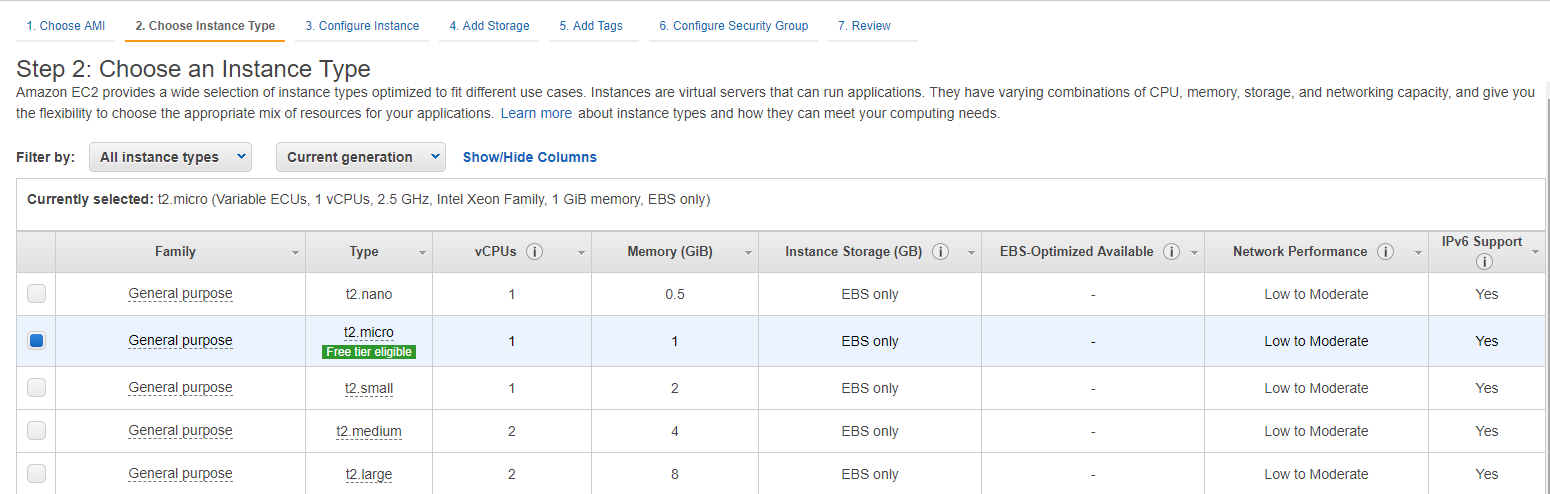 1. Choose AMI 2. Choose Instance Type 3. Configure Instance 4. Add Storage 5. Add Tags 6. Configure Security Group 7. Review
Step 2: Choose an Instance Type
Amazon EC2 provides a wide selection of instance types optimized to fit different use cases. Instances are virtual servers that can run applications. They have varying combinations of CPU, memory, storage, and networking capacity, and give you
the flexibility to choose the appropriate mix of resources for your applications. Learn more about instance types and how they can meet your computing needs.
Filter by: All instance types Current generation Show/Hide Columns
Currently selected: t2.micro (Variable ECUs, 1 vCPUs, 2.5 GHz, Intel Xeon Family, 1 GiB memory, EBS only)
Family Type vCPUs i Memory (GiB) Instance Storage (GB) i EBS-Optimized Available i Network Performance i IPv6 Support i
General purpose t2.nano 1 0.5 EBS only - Low to Moderate Yes
General purpose t2.micro Free tier eligible 1 1 EBS only - Low to Moderate Yes
General purpose t2.small 1 2 EBS only - Low to Moderate Yes
General purpose t2.medium 2 4 EBS only - Low to Moderate Yes
General purpose t2.large 2 8 EBS only - Low to Moderate Yes